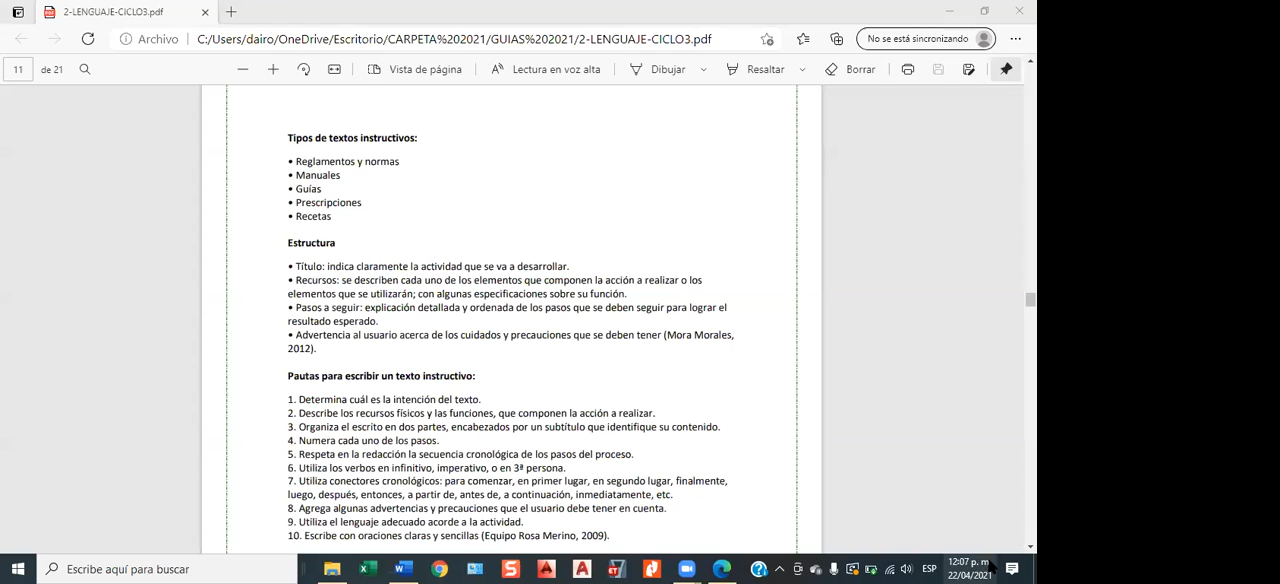 2-LENGUAJE-CICLO3.pdf
Archivo C:/Users/dairo/OneDrive/Escritorio/CARPETA%202021/GUIAS%202021/2-LENGUAJE-CICLO3.pdf No se está sincronizando
11 de 21 Vista de página Lectura en voz alta Dibujar Resaltar Borrar
Tipos de textos instructivos:
• Reglamentos y normas
• Manuales
• Guías
• Prescripciones
• Recetas
Estructura
• Título: indica claramente la actividad que se va a desarrollar.
• Recursos: se describen cada uno de los elementos que componen la acción a realizar o los
elementos que se utilizarán; con algunas especificaciones sobre su función.
• Pasos a seguir: explicación detallada y ordenada de los pasos que se deben seguir para lograr el
resultado esperado.
• Advertencia al usuario acerca de los cuidados y precauciones que se deben tener (Mora Morales,
2012).
Pautas para escribir un texto instructivo:
1. Determina cuál es la intención del texto.
2. Describe los recursos físicos y las funciones, que componen la acción a realizar.
3. Organiza el escrito en dos partes, encabezados por un subtítulo que identifique su contenido.
4. Numera cada uno de los pasos.
5. Respeta en la redacción la secuencia cronológica de los pasos del proceso.
6. Utiliza los verbos en infinitivo, imperativo, o en 3ª persona.
7. Utiliza conectores cronológicos: para comenzar, en primer lugar, en segundo lugar, finalmente,
luego, después, entonces, a partir de, antes de, a continuación, inmediatamente, etc.
8. Agrega algunas advertencias y precauciones que el usuario debe tener en cuenta.
9. Utiliza el lenguaje adecuado acorde a la actividad.
10. Escribe con oraciones claras y sencillas (Equipo Rosa Merino, 2009).
Escribe aquí para buscar
ESP
12:07 p. m.
22/04/2021